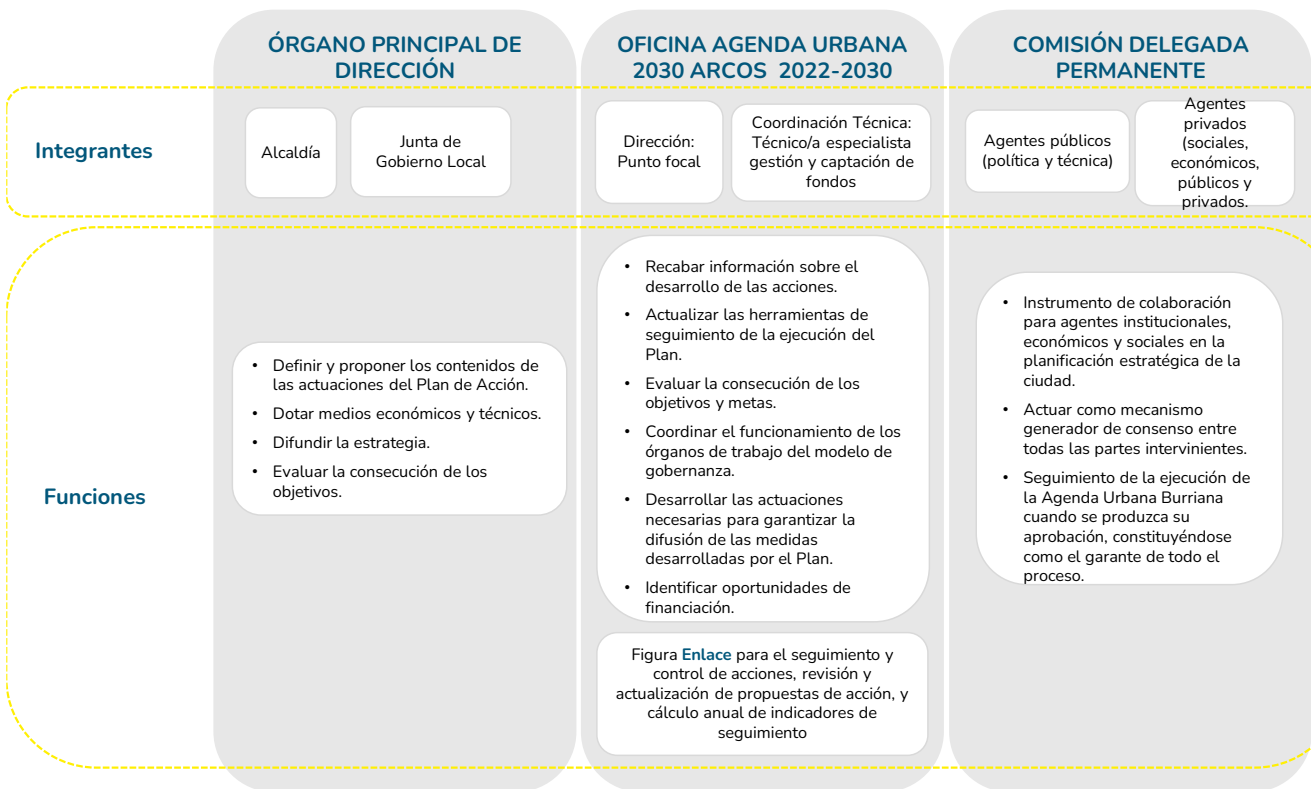 ÓRGANO PRINCIPAL DE
DIRECCIÓN
OFICINA AGENDA URBANA
2030 ARCOS 2022-2030
COMISIÓN DELEGADA
PERMANENTE
Integrantes
Alcaldía
Junta de
Gobierno Local
Dirección:
Punto focal
Coordinación Técnica:
Técnico/a especialista
gestión y captación de
fondos
Agentes públicos
(política y técnica)
Agentes
privados
(sociales,
económicos,
públicos y
privados.
Funciones
• Definir y proponer los contenidos de
las actuaciones del Plan de Acción.
• Dotar medios económicos y técnicos.
• Difundir la estrategia.
• Evaluar la consecución de los
objetivos.
• Recabar información sobre el
desarrollo de las acciones.
• Actualizar las herramientas de
seguimiento de la ejecución del
Plan.
• Evaluar la consecución de los
objetivos y metas.
• Coordinar el funcionamiento de los
órganos de trabajo del modelo de
gobernanza.
• Desarrollar las actuaciones
necesarias para garantizar la
difusión de las medidas
desarrolladas por el Plan.
• Identificar oportunidades de
financiación.
Figura Enlace para el seguimiento y
control de acciones, revisión y
actualización de propuestas de acción, y
cálculo anual de indicadores de
seguimiento
• Instrumento de colaboración
para agentes institucionales,
económicos y sociales en la
planificación estratégica de la
ciudad.
• Actuar como mecanismo
generador de consenso entre
todas las partes intervinientes.
• Seguimiento de la ejecución de
la Agenda Urbana Burriana
cuando se produzca su
aprobación, constituyéndose
como el garante de todo el
proceso.